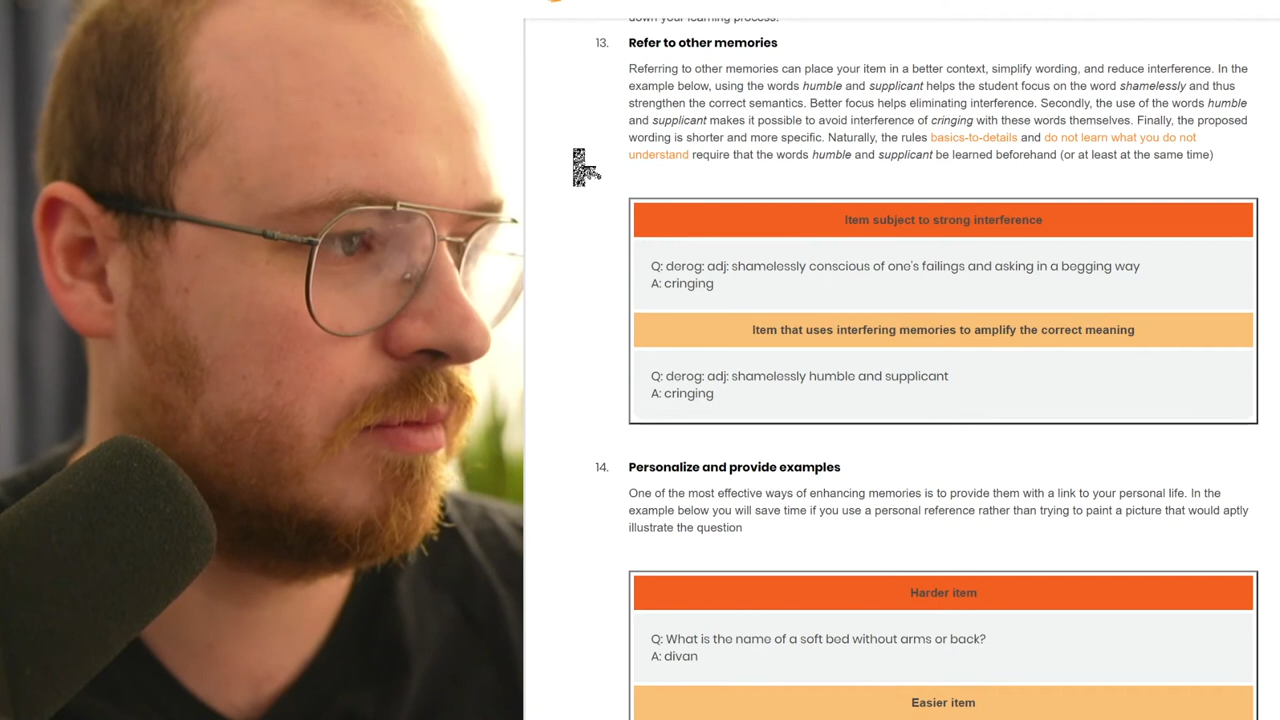 down your learning process.
13. Refer to other memories
Referring to other memories can place your item in a better context, simplify wording, and reduce interference. In the
example below, using the words humble and supplicant helps the student focus on the word shamelessly and thus
strengthen the correct semantics. Better focus helps eliminating interference. Secondly, the use of the words humble
and supplicant makes it possible to avoid interference of cringing with these words themselves. Finally, the proposed
wording is shorter and more specific. Naturally, the rules basics-to-details and do not learn what you do not
understand require that the words humble and supplicant be learned beforehand (or at least at the same time)
Item subject to strong interference
Q: derog: adj: shamelessly conscious of one's failings and asking in a begging way
A: cringing
Item that uses interfering memories to amplify the correct meaning
Q: derog: adj: shamelessly humble and supplicant
A: cringing
14. Personalize and provide examples
One of the most effective ways of enhancing memories is to provide them with a link to your personal life. In the
example below you will save time if you use a personal reference rather than trying to paint a picture that would aptly
illustrate the question
Harder item
Q: What is the name of a soft bed without arms or back?
A: divan
Easier item